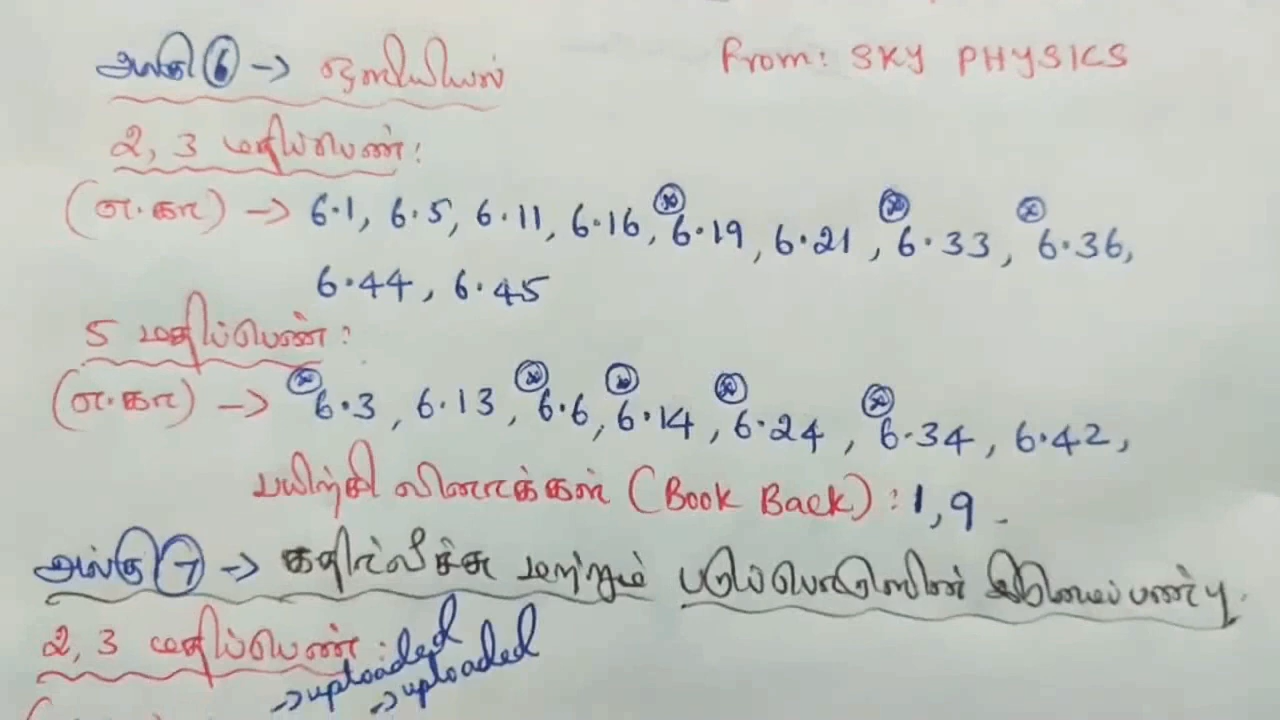 அலகு 6 -> ஒளியியல்
From: SKY PHYSICS
2, 3 மதிப்பெண்:
(எ.கா) -> 6.1, 6.5, 6.11, 6.16, 6.19, 6.21, 6.33, 6.36,
6.44, 6.45
5 மதிப்பெண்:
(எ.கா) -> 6.3, 6.13, 6.6, 6.14, 6.24, 6.34, 6.42,
பயிற்சி வினாக்கள் (Book Back): 1, 9.
அலகு 7 -> கதிர்வீச்சு மற்றும் பருப்பொருளின் இருமைப்பண்பு.
2, 3 மதிப்பெண்:
->uploaded
->uploaded